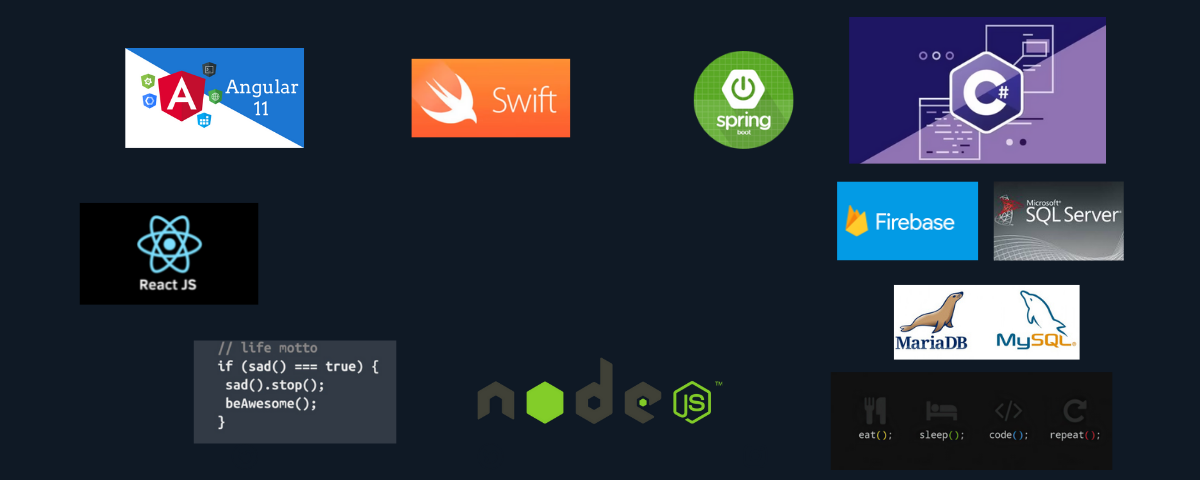 Angular
11
Swift
spring
boot
C#
React JS
Firebase
Microsoft®
SQL Server®
MariaDB
MySQL®
// life motto
if (sad() === true) {
sad().stop();
beAwesome();
}
node
JS
™
eat();
sleep();
code();
repeat();